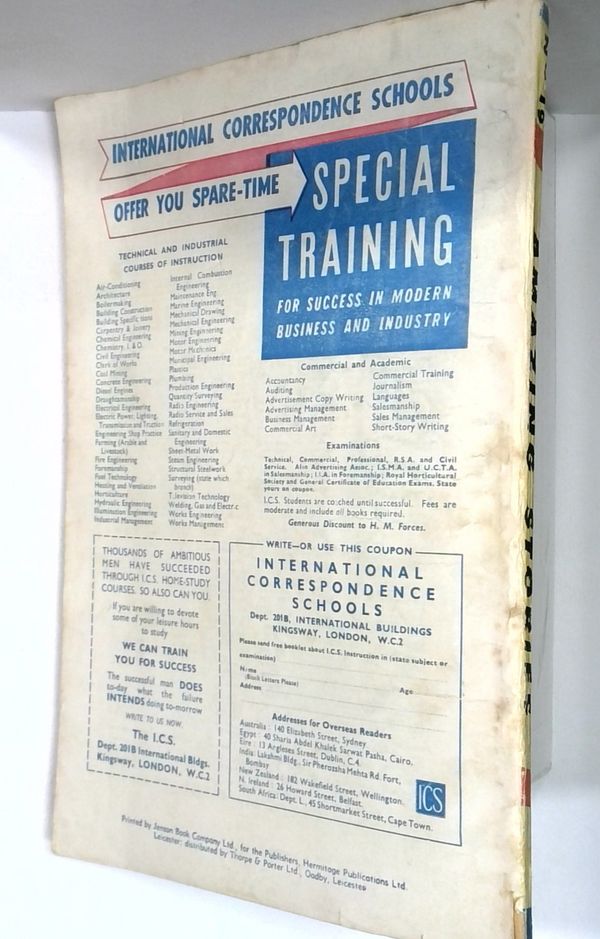 INTERNATIONAL CORRESPONDENCE SCHOOLS
OFFER YOU SPARE-TIME
SPECIAL
TRAINING
FOR SUCCESS IN MODERN
BUSINESS AND INDUSTRY
TECHNICAL AND INDUSTRIAL
COURSES OF INSTRUCTION
Air-Conditioning
Architecture
Boilermaking
Building Construction
Building Specifications
Carpentry & Joinery
Chemical Engineering
Chemistry, I. & O.
Civil Engineering
Clerk of Works
Coal Mining
Concrete Engineering
Diesel Engines
Draughtsmanship
Electrical Engineering
Electric Power, Lighting,
Transmission and Traction
Engineering Shop Practice
Farming (Arable and
Livestock)
Fire Engineering
Foremanship
Fuel Technology
Heating and Ventilation
Horticulture
Hydraulic Engineering
Illumination Engineering
Industrial Management
Internal Combustion
Engineering
Maintenance Eng.
Marine Engineering
Mechanical Drawing
Mechanical Engineering
Mining Engineering
Motor Engineering
Motor Mechanics
Municipal Engineering
Plastics
Plumbing
Production Engineering
Quantity Surveying
Radio Engineering
Radio Service and Sales
Refrigeration
Sanitary and Domestic
Engineering
Sheet-Metal Work
Steam Engineering
Structural Steelwork
Surveying (state which
branch)
Television Technology
Welding, Gas and Electric
Works Engineering
Works Management
Commercial and Academic
Accountancy
Auditing
Advertisement Copy Writing
Advertising Management
Business Management
Commercial Art
Commercial Training
Journalism
Languages
Salesmanship
Sales Management
Short-Story Writing
Examinations
Technical, Commercial, Professional, R.S.A. and Civil
Service. Also Advertising Assoc.; I.S.M.A. and U.C.T.A.
in Salesmanship; I.I.A. in Foremanship; Royal Horticultural
Society and General Certificate of Education Exams. State
yours on coupon.
I.C.S. Students are coached until successful. Fees are
moderate and include all books required.
Generous Discount to H. M. Forces.
THOUSANDS OF AMBITIOUS
MEN HAVE SUCCEEDED
THROUGH I.C.S. HOME-STUDY
COURSES. SO ALSO CAN YOU
If you are willing to devote
some of your leisure hours
to study
WE CAN TRAIN
YOU FOR SUCCESS
The successful man DOES
to-day what the failure
INTENDS doing to-morrow
WRITE TO US NOW
The I.C.S.
Dept. 201B International Bldgs.
Kingsway, LONDON, W.C.2
WRITE—OR USE THIS COUPON
INTERNATIONAL
CORRESPONDENCE
SCHOOLS
Dept. 201B, INTERNATIONAL BUILDINGS
KINGSWAY, LONDON, W.C.2
Please send free booklet about I.C.S. Instruction in (state subject or
examination)
Name
Age
(Block Letters Please)
Address
Addresses for Overseas Readers
Australia : 140 Elizabeth Street, Sydney
Egypt : 40 Sharia Abdel Khalek Sarwat Pasha, Cairo.
Eire : 13 Argleses Street, Dublin, C.4.
India: Lakshmi Bldg. Sir Pherozsha Mehta Rd. Fort,
Bombay
New Zealand : 182 Wakefield Street, Wellington.
N. Ireland : 26 Howard Street, Belfast.
South Africa: Dept. L, 45 Shortmarket Street, Cape Town.
ICS
Printed by Jenson Book Company Ltd., for the Publishers, Hermitage Publications Ltd.
Leicester: distributed by Thorpe & Porter Ltd., Oadby, Leicester
AMAZING STORIES